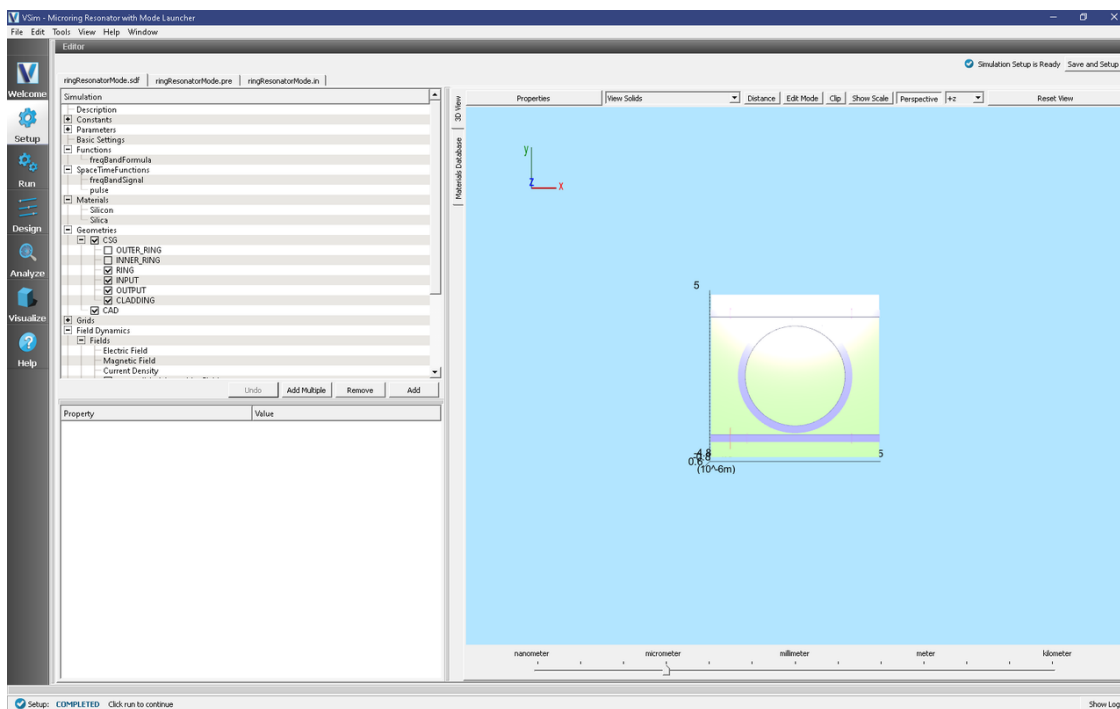 VSim - Microring Resonator with Mode Launcher
File Edit Tools View Help Window
Editor
Simulation Setup is Ready Save and Setup
ringResonatorMode.sdf ringResonatorMode.pre ringResonatorMode.in
Welcome
Setup
Run
Design
Analyze
Visualize
Help
Simulation
Description
Constants
Parameters
Basic Settings
Functions
freqBandFormula
SpaceTimeFunctions
freqBandSignal
pulse
Materials
Silicon
Silica
Geometries
CSG
OUTER_RING
INNER_RING
RING
INPUT
OUTPUT
CLADDING
CAD
Grids
Field Dynamics
Fields
Electric Field
Magnetic Field
Current Density
Undo Add Multiple Remove Add
Property Value
3D View
Materials Database
Properties View Solids Distance Edit Mode Clip Show Scale Perspective +z Reset View
y
z x
5
5
(10^-6m)
nanometer micrometer millimeter meter kilometer
Setup: COMPLETED Click run to continue Show Log